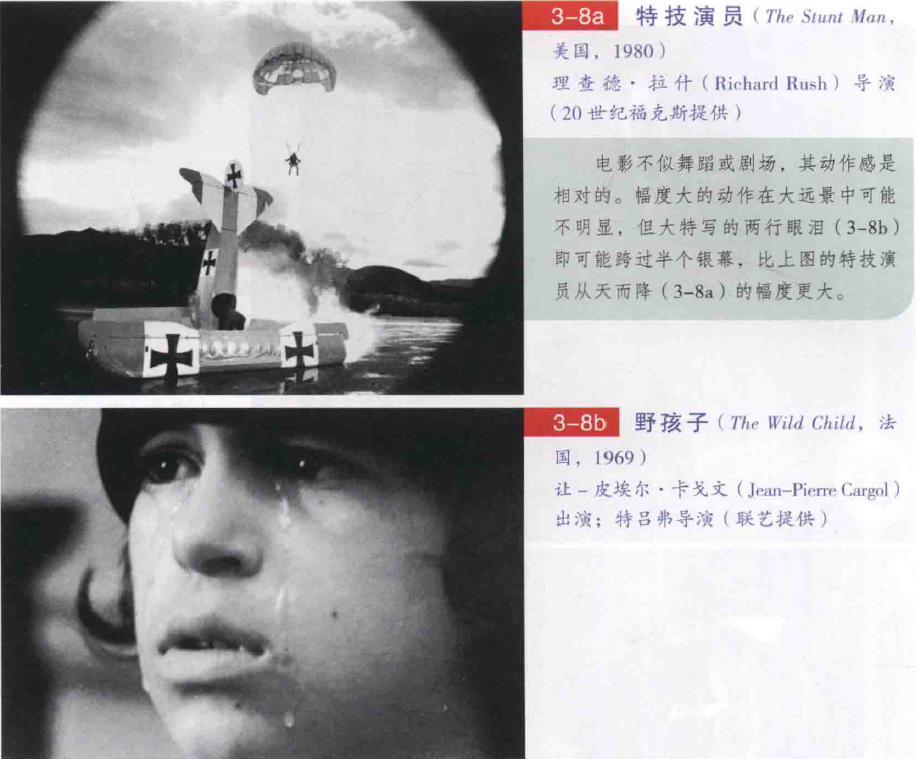 3-8a 特技演员(The Stunt Man,
美国,1980)
理查德·拉什(Richard Rush)导演
(20世纪福克斯提供)
电影不似舞蹈或剧场,其动作感是
相对的。幅度大的动作在大远景中可能
不明显,但大特写的两行眼泪(3-8b)
即可能跨过半个银幕,比上图的特技演
员从天而降(3-8a)的幅度更大。
3-8b 野孩子(The Wild Child,法
国,1969)
让-皮埃尔·卡戈文(Jean-Pierre Cargol)
出演;特吕弗导演(联艺提供)